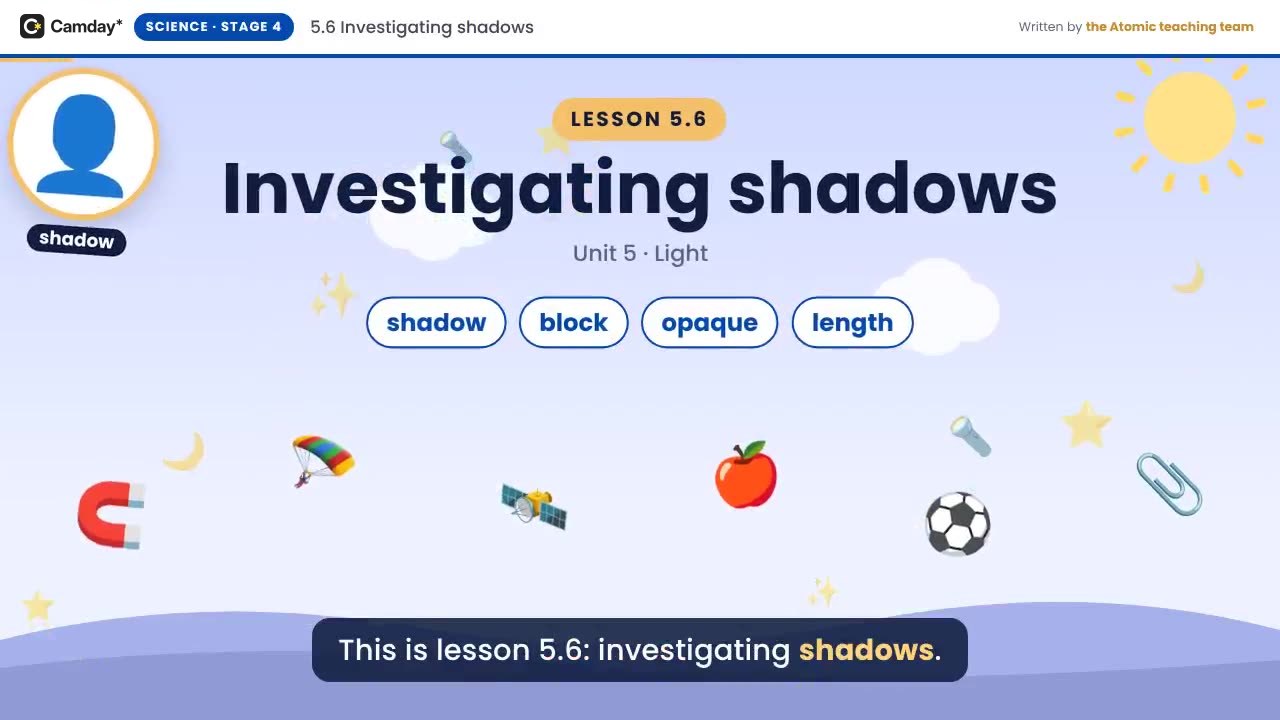 Camday*
SCIENCE · STAGE 4
5.6 Investigating shadows
Written by the Atomic teaching team
shadow
LESSON 5.6
Investigating shadows
Unit 5 · Light
shadow
block
opaque
length
This is lesson 5.6: investigating shadows.